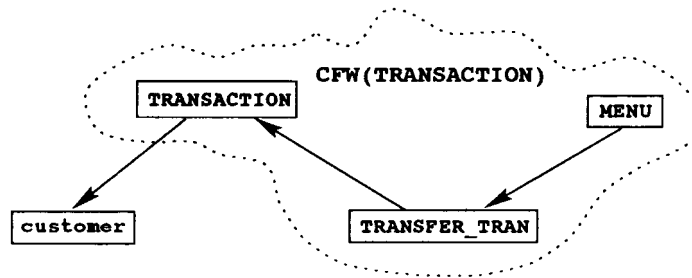 CFW(TRANSACTION)
TRANSACTION
MENU
customer
TRANSFER_TRAN